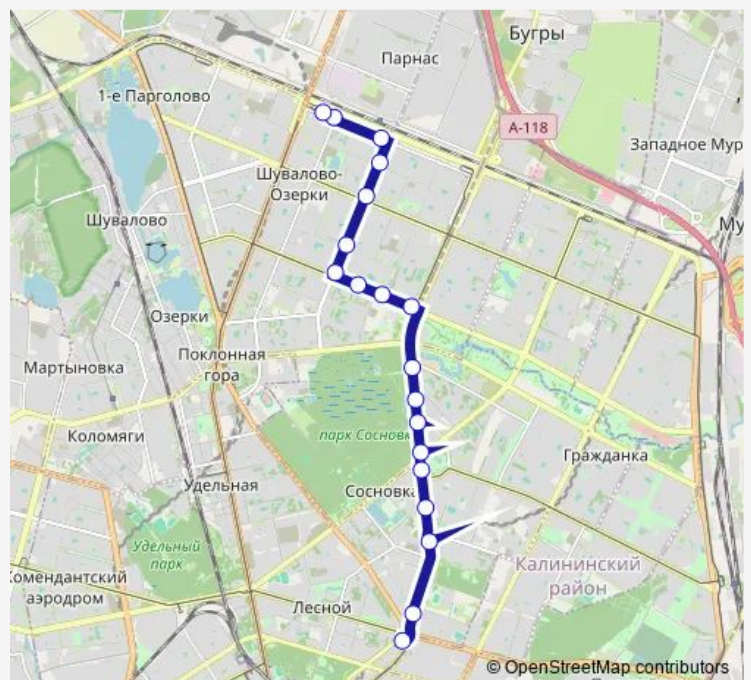 Бугры
Парнас
1-е Парголово
А-118
Западное Мур
Шувалово-
Озерки
Шувалово
Му
Озерки
Поклонная
гора
Мартыновка
парк Сосновк
Коломяги
Гражданка
Удельная
Сосновка
Удельный
парк
Калининский
район
Комендантский
аэродром
Лесной
© OpenStreetMap contributors